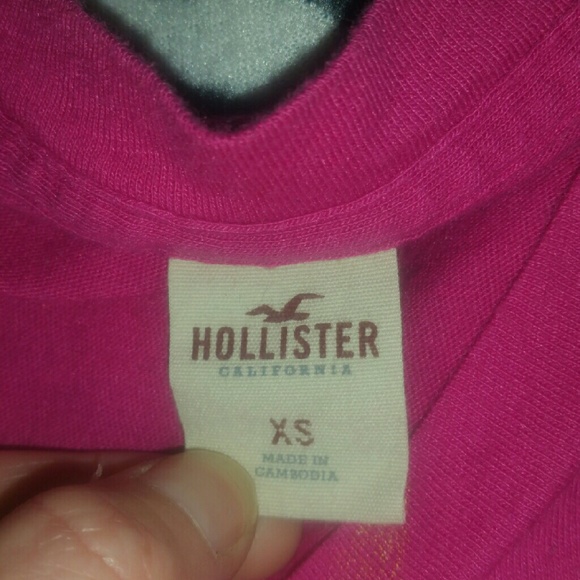 HOLLISTER
CALIFORNIA
XS
MADE IN
CAMBODIA